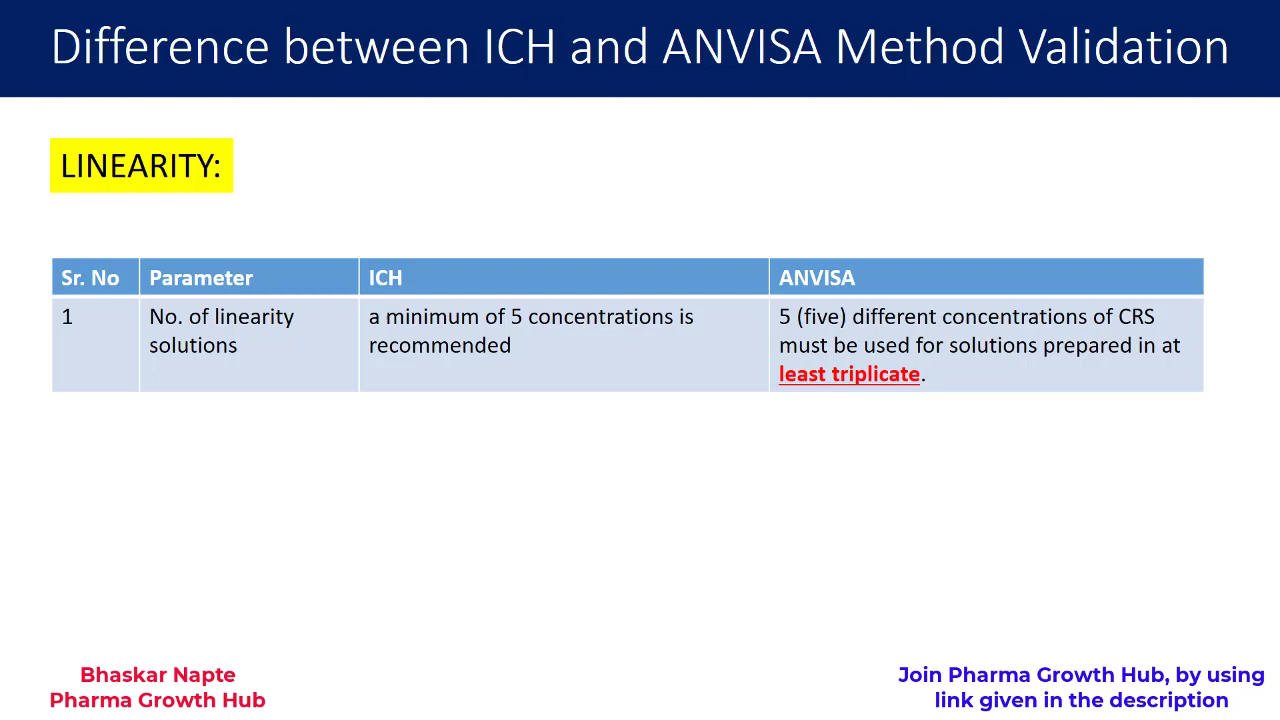 Difference between ICH and ANVISA Method Validation
LINEARITY:
Sr. No Parameter ICH ANVISA
1 No. of linearity solutions a minimum of 5 concentrations is recommended 5 (five) different concentrations of CRS must be used for solutions prepared in at least triplicate.
Bhaskar Napte
Pharma Growth Hub
Join Pharma Growth Hub, by using
link given in the description